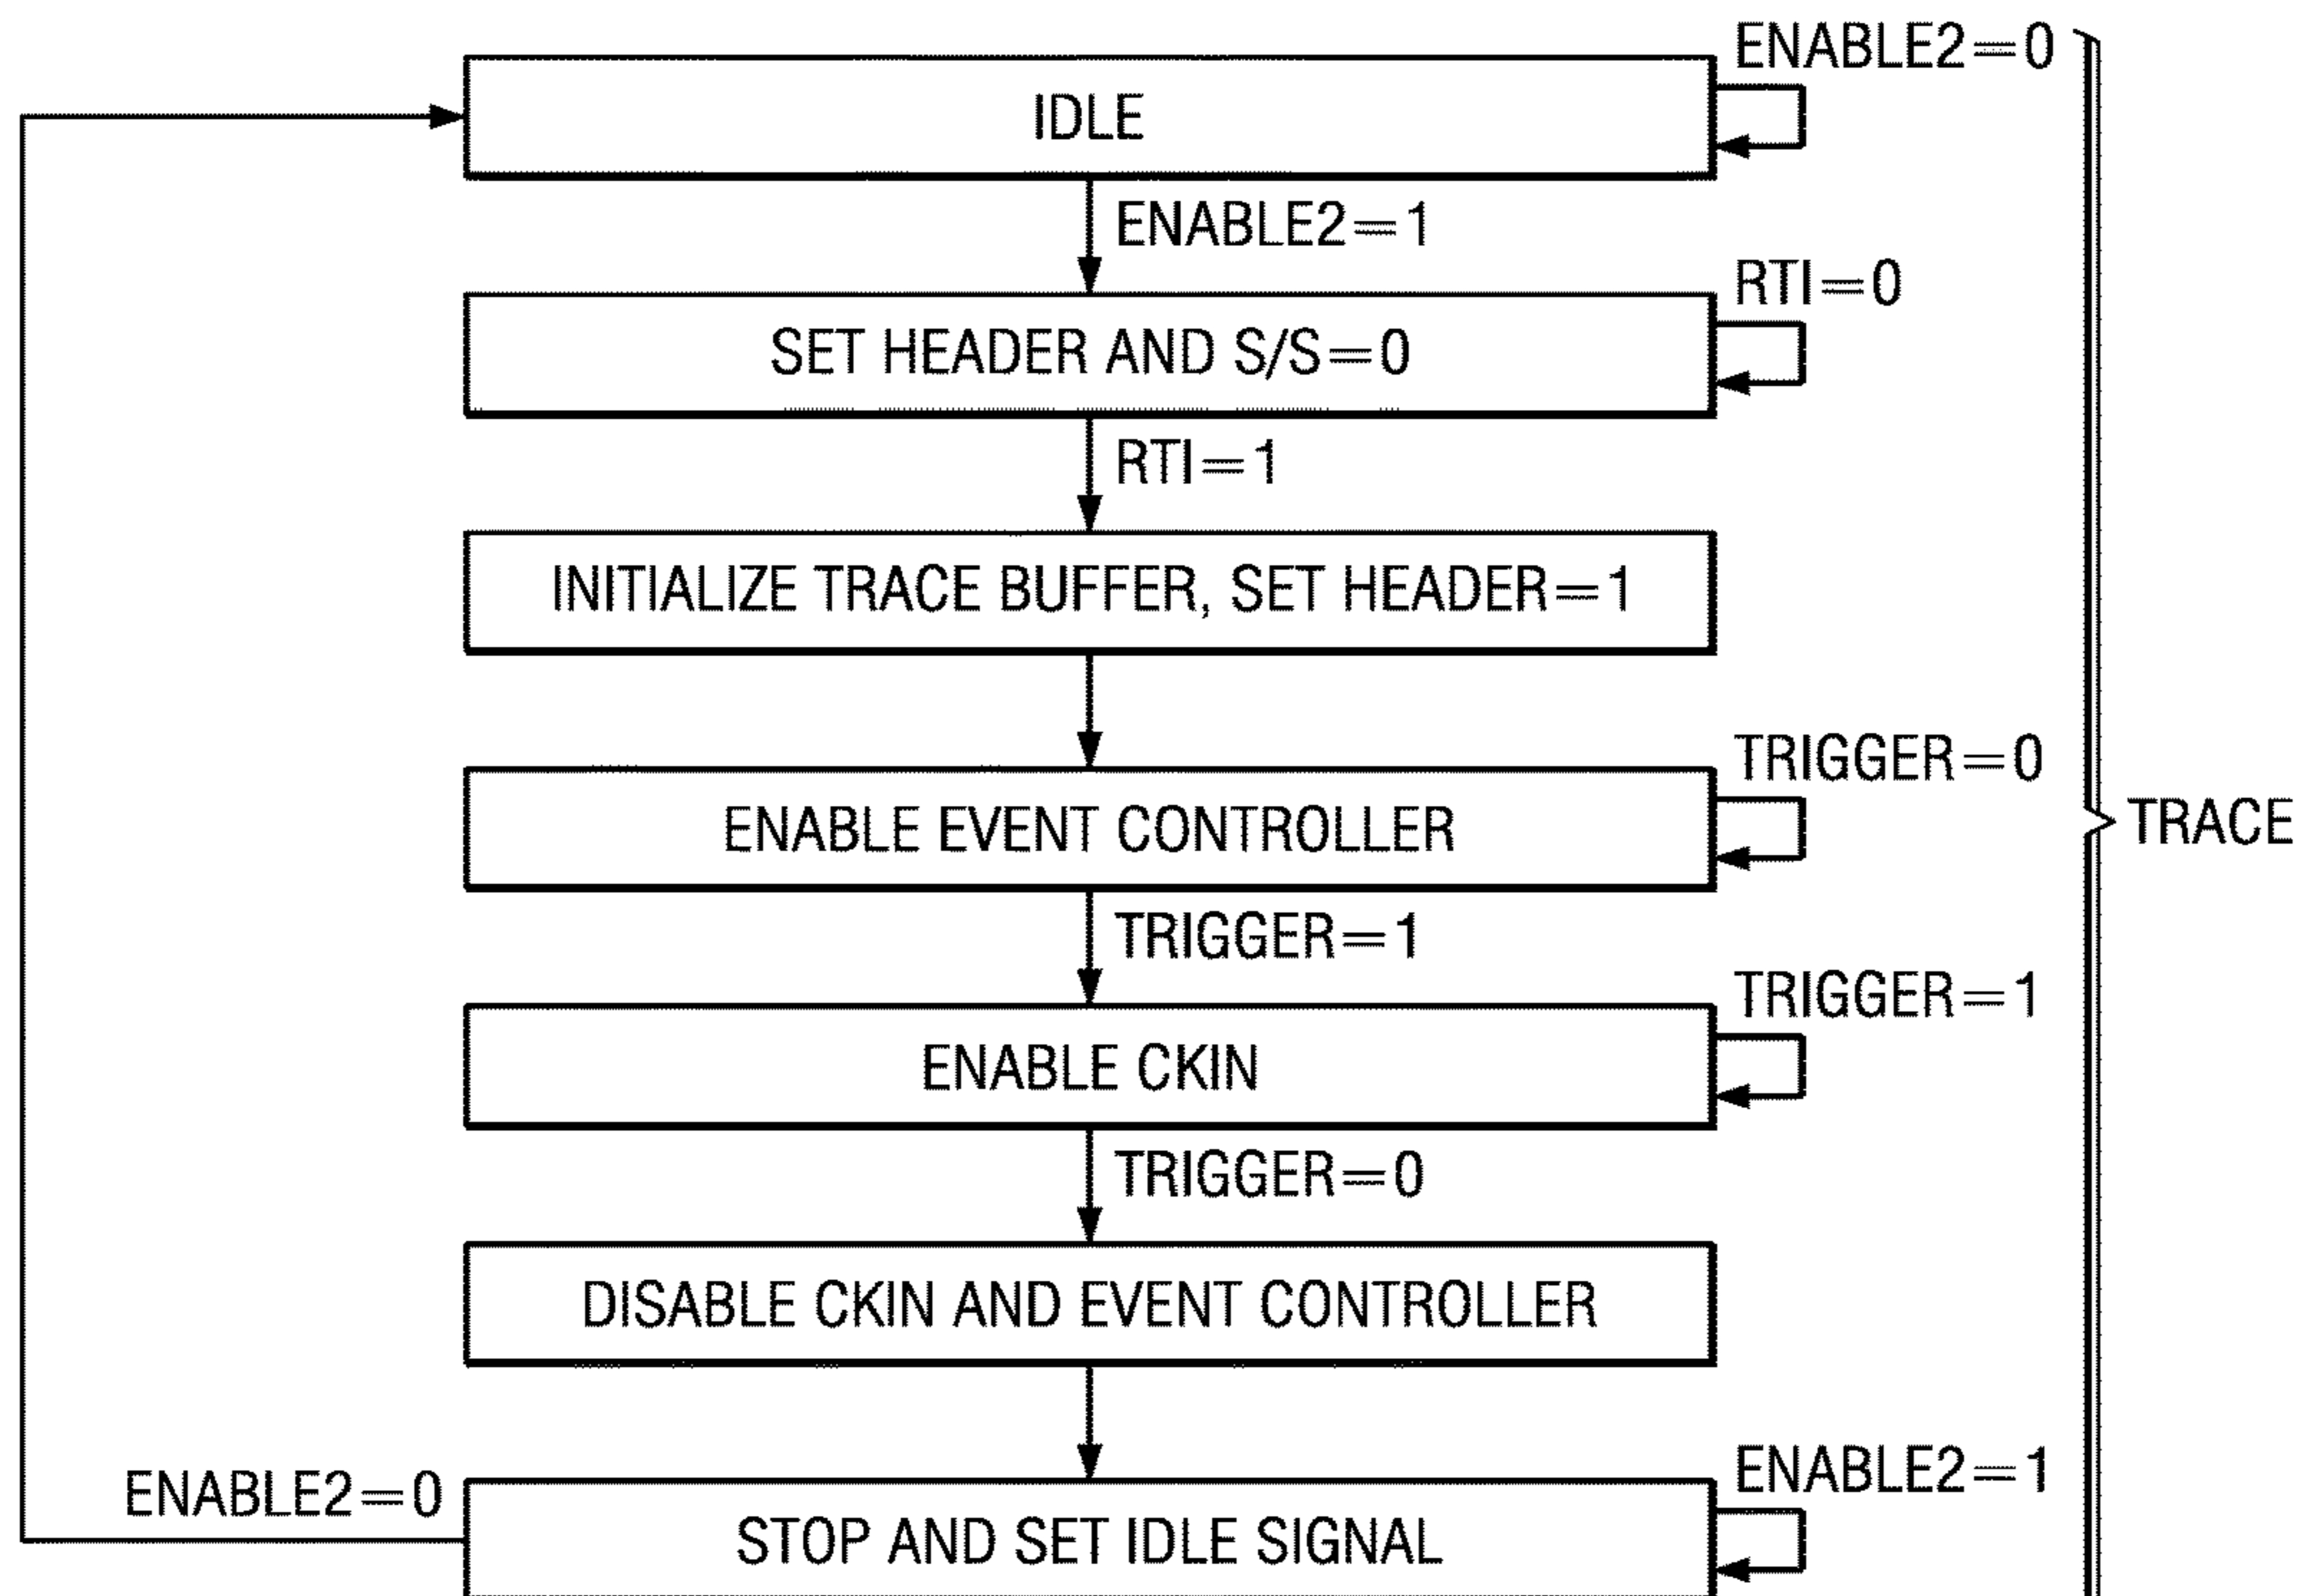 ENABLE2=0
IDLE
ENABLE2=1
RTI=0
SET HEADER AND S/S=0
RTI=1
INITIALIZE TRACE BUFFER, SET HEADER=1
TRIGGER=0
ENABLE EVENT CONTROLLER
TRACE
TRIGGER=1
TRIGGER=1
ENABLE CKIN
TRIGGER=0
DISABLE CKIN AND EVENT CONTROLLER
ENABLE2=1
ENABLE2=0
STOP AND SET IDLE SIGNAL